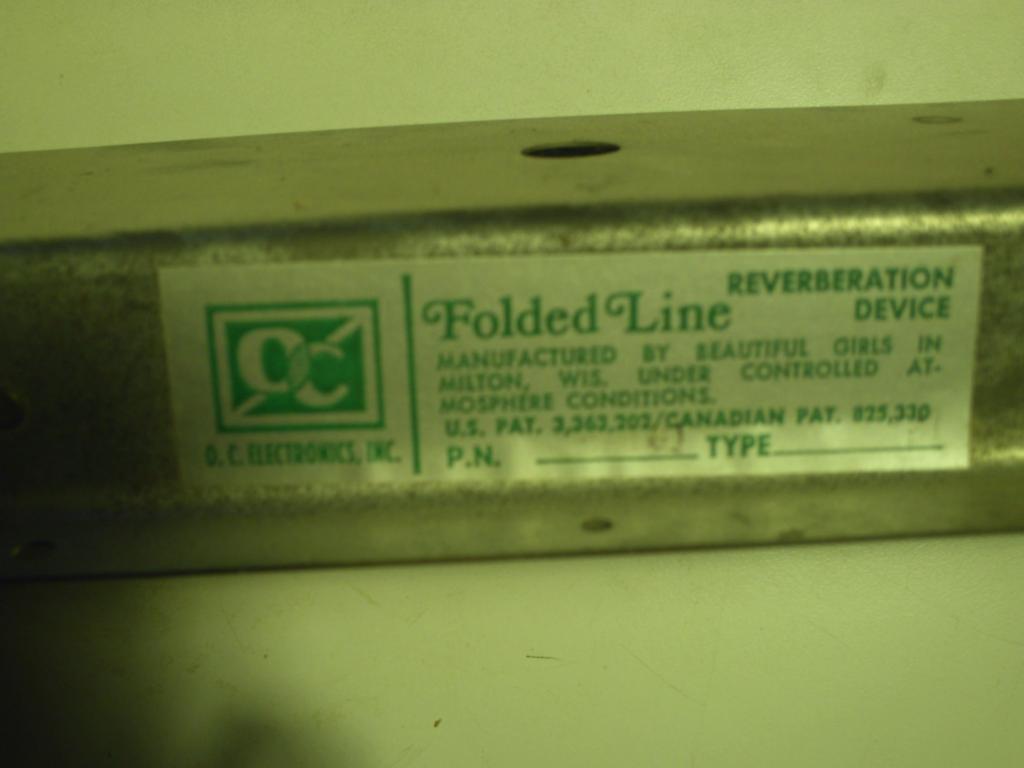 OC
O. C. ELECTRONICS, INC.
Folded Line
REVERBERATION
DEVICE
MANUFACTURED BY BEAUTIFUL GIRLS IN
MILTON, WIS. UNDER CONTROLLED AT-
MOSPHERE CONDITIONS.
U.S. PAT. 3,363,202/CANADIAN PAT. 825,330
P.N. TYPE